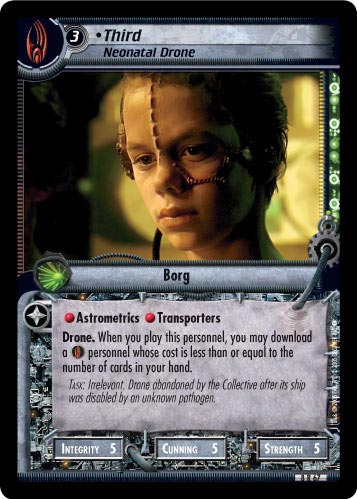 3
•Third
Neonatal Drone
Borg
•Astrometrics •Transporters
Drone. When you play this personnel, you may download
a personnel whose cost is less than or equal to the
number of cards in your hand.
TASK: Irrelevant. Drone abandoned by the Collective after its ship
was disabled by an unknown pathogen.
INTEGRITY 5
CUNNING 5
STRENGTH 5